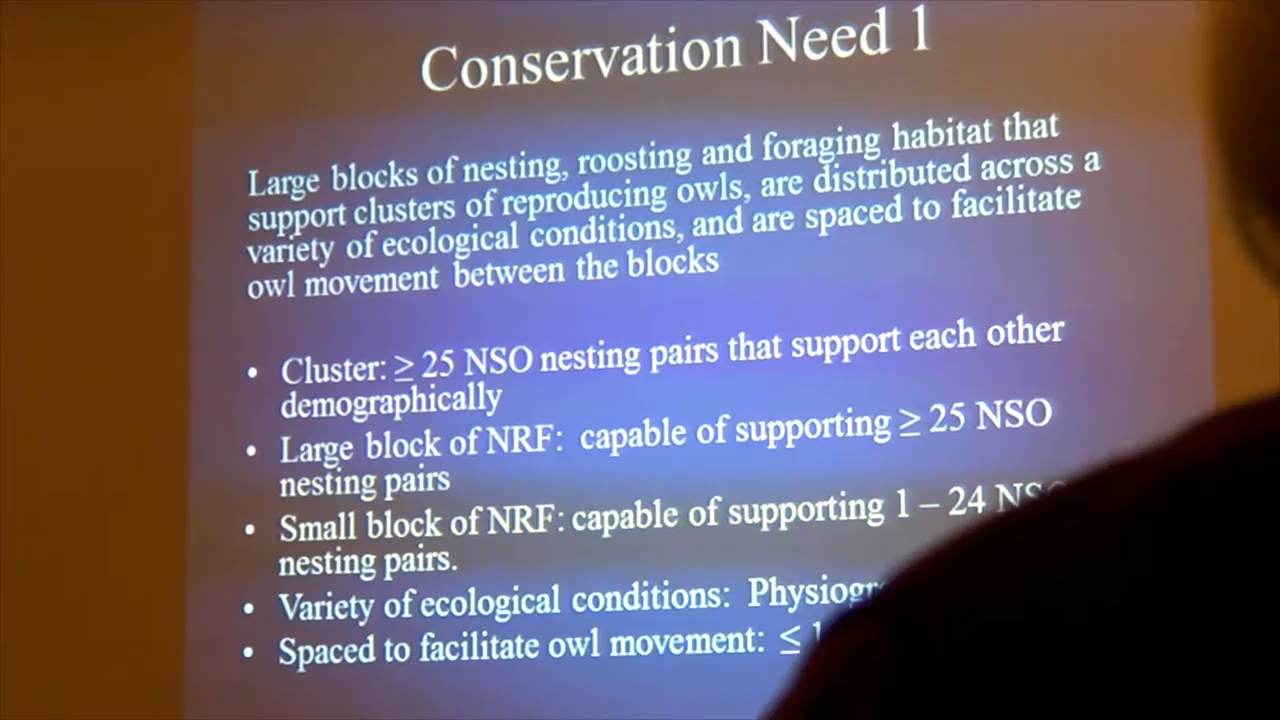 Conservation Need 1
Large blocks of nesting, roosting and foraging habitat that
support clusters of reproducing owls, are distributed across a
variety of ecological conditions, and are spaced to facilitate
owl movement between the blocks
• Cluster: ≥ 25 NSO nesting pairs that support each other
demographically
• Large block of NRF: capable of supporting ≥ 25 NSO
nesting pairs
• Small block of NRF: capable of supporting 1 – 24
nesting pairs.
• Variety of ecological conditions:
• Spaced to facilitate owl movement: ≤